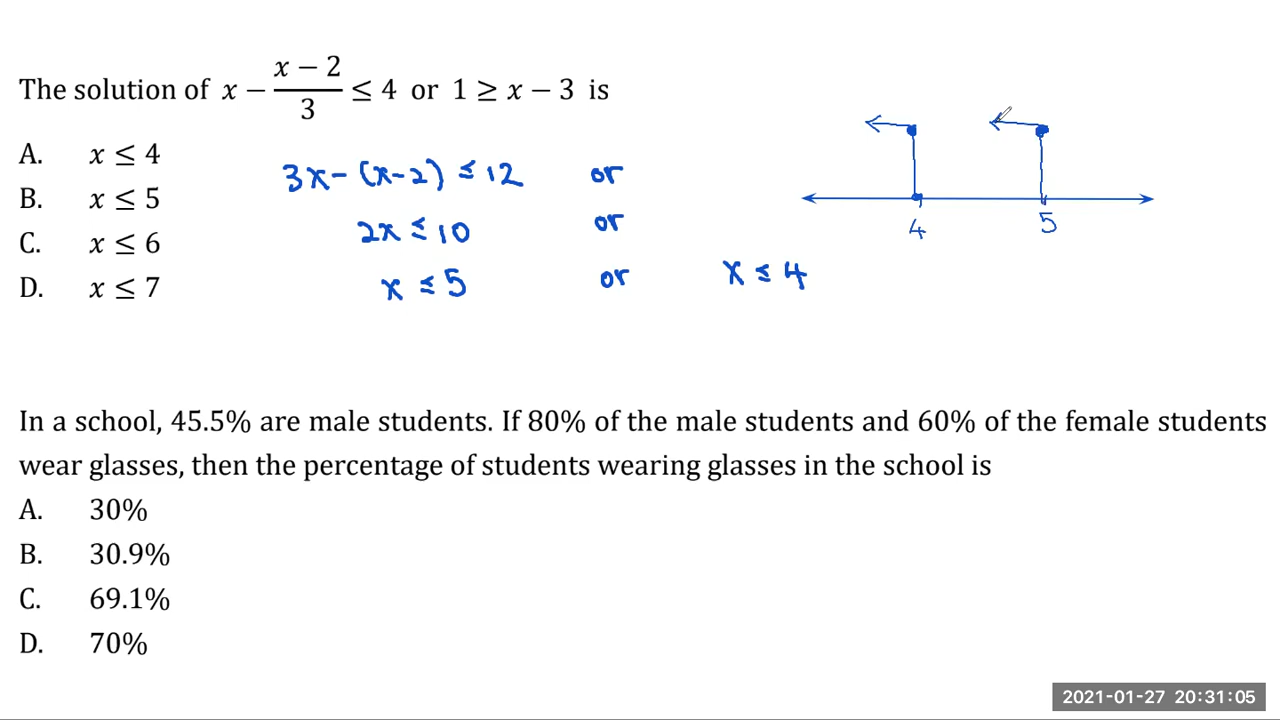 The solution of x − (x − 2)/3 ≤ 4 or 1 ≥ x − 3 is
A. x ≤ 4
B. x ≤ 5
C. x ≤ 6
D. x ≤ 7
3x − (x−2) ≤ 12 or
2x ≤ 10 or
x ≤ 5 or x ≤ 4
4 5
In a school, 45.5% are male students. If 80% of the male students and 60% of the female students
wear glasses, then the percentage of students wearing glasses in the school is
A. 30%
B. 30.9%
C. 69.1%
D. 70%
2021-01-27 20:31:05